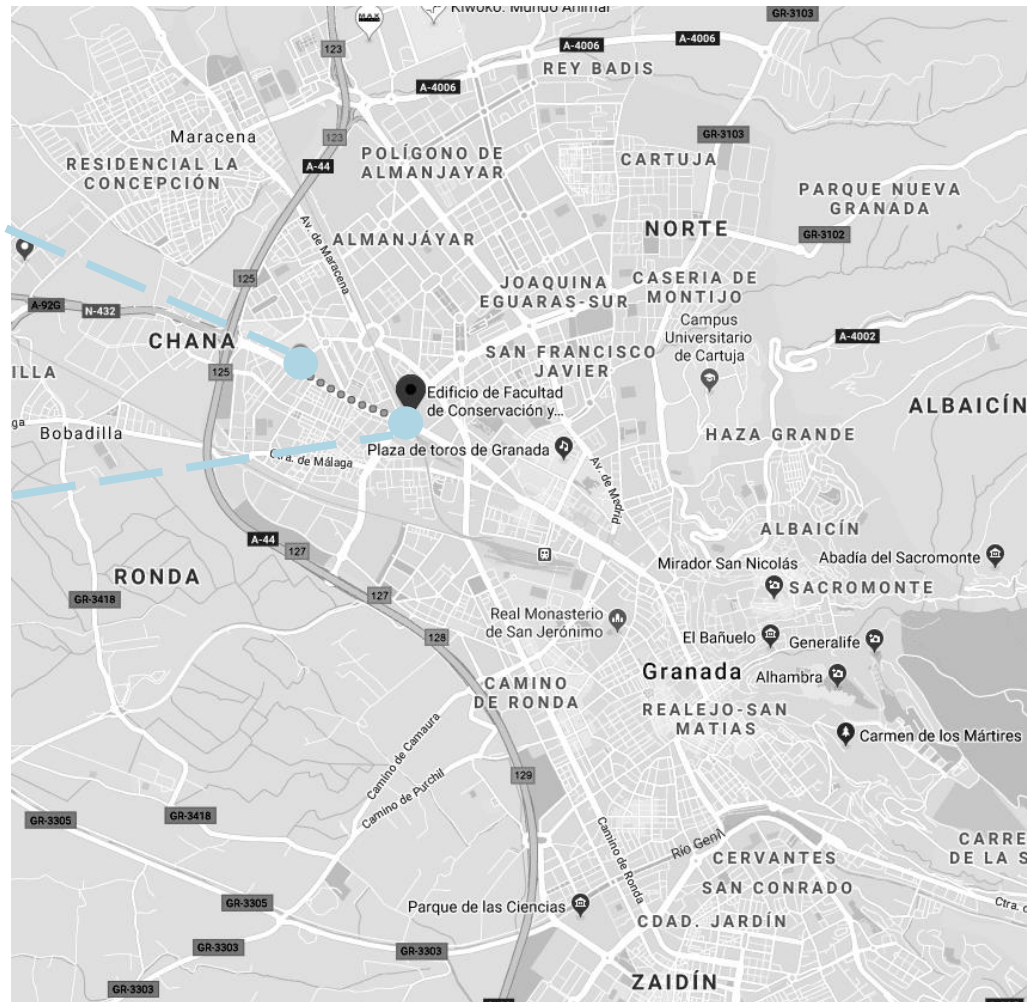 Kiwoko: Mundo Animal
MAX
GR-3103
123
A-4006
A-4006
REY BADIS
A-4006
Maracena
123
GR-3103
A-44
POLÍGONO DE
ALMANJAYAR
CARTUJA
RESIDENCIAL LA
CONCEPCIÓN
PARQUE NUEVA
GRANADA
Av. de Maracena
ALMANJÁYAR
NORTE
GR-3102
125
JOAQUINA
EGUARAS-SUR
CASERIA DE
MONTIJO
A-92G
N-432
Campus
Universitario
de Cartuja
CHANA
A-4002
SAN FRANCISCO
JAVIER
125
ILLA
Edificio de Facultad
de Conservación y...
ALBAICÍN
ga
Bobadilla
HAZA GRANDE
Plaza de toros de Granada
Ctra. de Málaga
Av. de Madrid
ALBAICÍN
A-44
127
Mirador San Nicolás
Abadía del Sacromonte
RONDA
SACROMONTE
GR-3418
127
Real Monasterio
de San Jerónimo
128
El Bañuelo
Generalife
Granada
Alhambra
CAMINO
DE RONDA
REALEJO-SAN
MATIAS
Carmen de los Mártires
Camino de Camaura
129
Camino de Purchil
GR-3418
GR-3305
Camino de Ronda
Río Genil
CARRE
DE LA S
CERVANTES
SAN CONRADO
GR-3305
Parque de las Ciencias
Ctra. d
CDAD. JARDÍN
GR-3303
GR-3303
ZAIDÍN
GR-3303